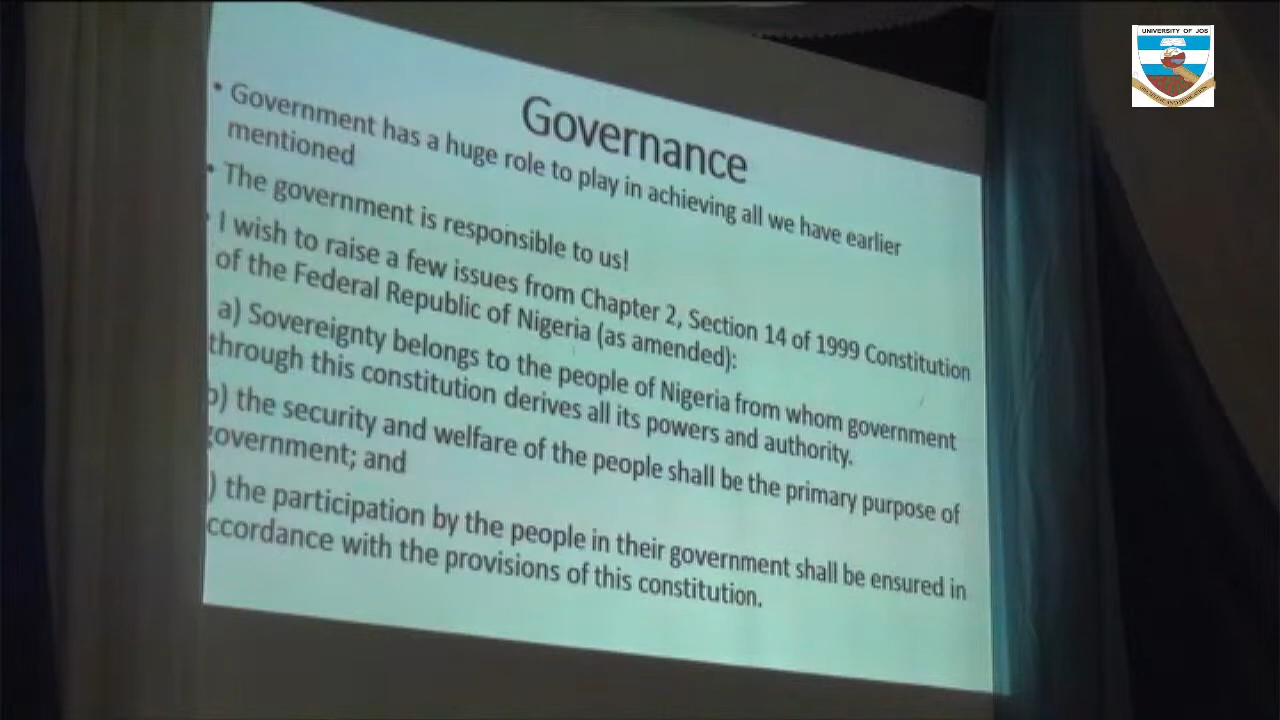 UNIVERSITY OF JOS
Governance
• Government has a huge role to play in achieving all we have earlier
mentioned
• The government is responsible to us!
• I wish to raise a few issues from Chapter 2, Section 14 of 1999 Constitution
of the Federal Republic of Nigeria (as amended):
a) Sovereignty belongs to the people of Nigeria from whom government
through this constitution derives all its powers and authority.
b) the security and welfare of the people shall be the primary purpose of
government; and
) the participation by the people in their government shall be ensured in
ccordance with the provisions of this constitution.